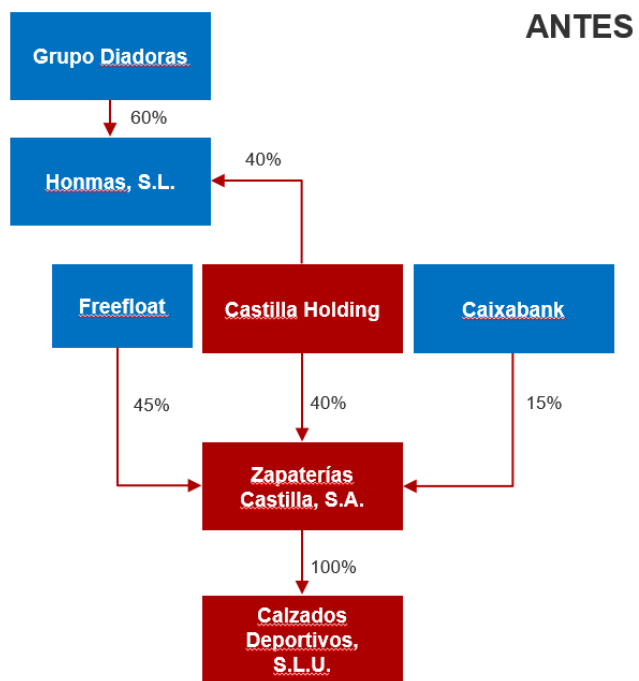 ANTES
Grupo Diadoras
60%
Honmas, S.L.
40%
Freefloat
Castilla Holding
Caixabank
45%
40%
15%
Zapaterías
Castilla, S.A.
100%
Calzados
Deportivos,
S.L.U.